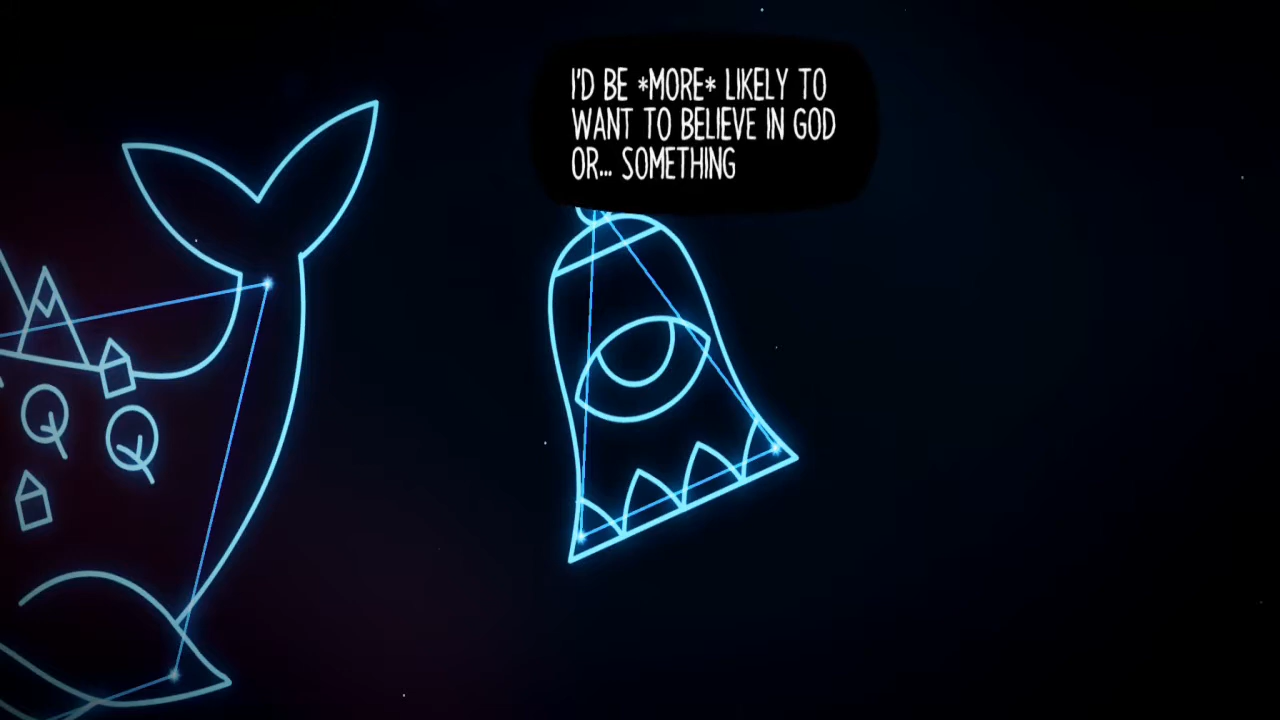 I'D BE *MORE* LIKELY TO
WANT TO BELIEVE IN GOD
OR... SOMETHING